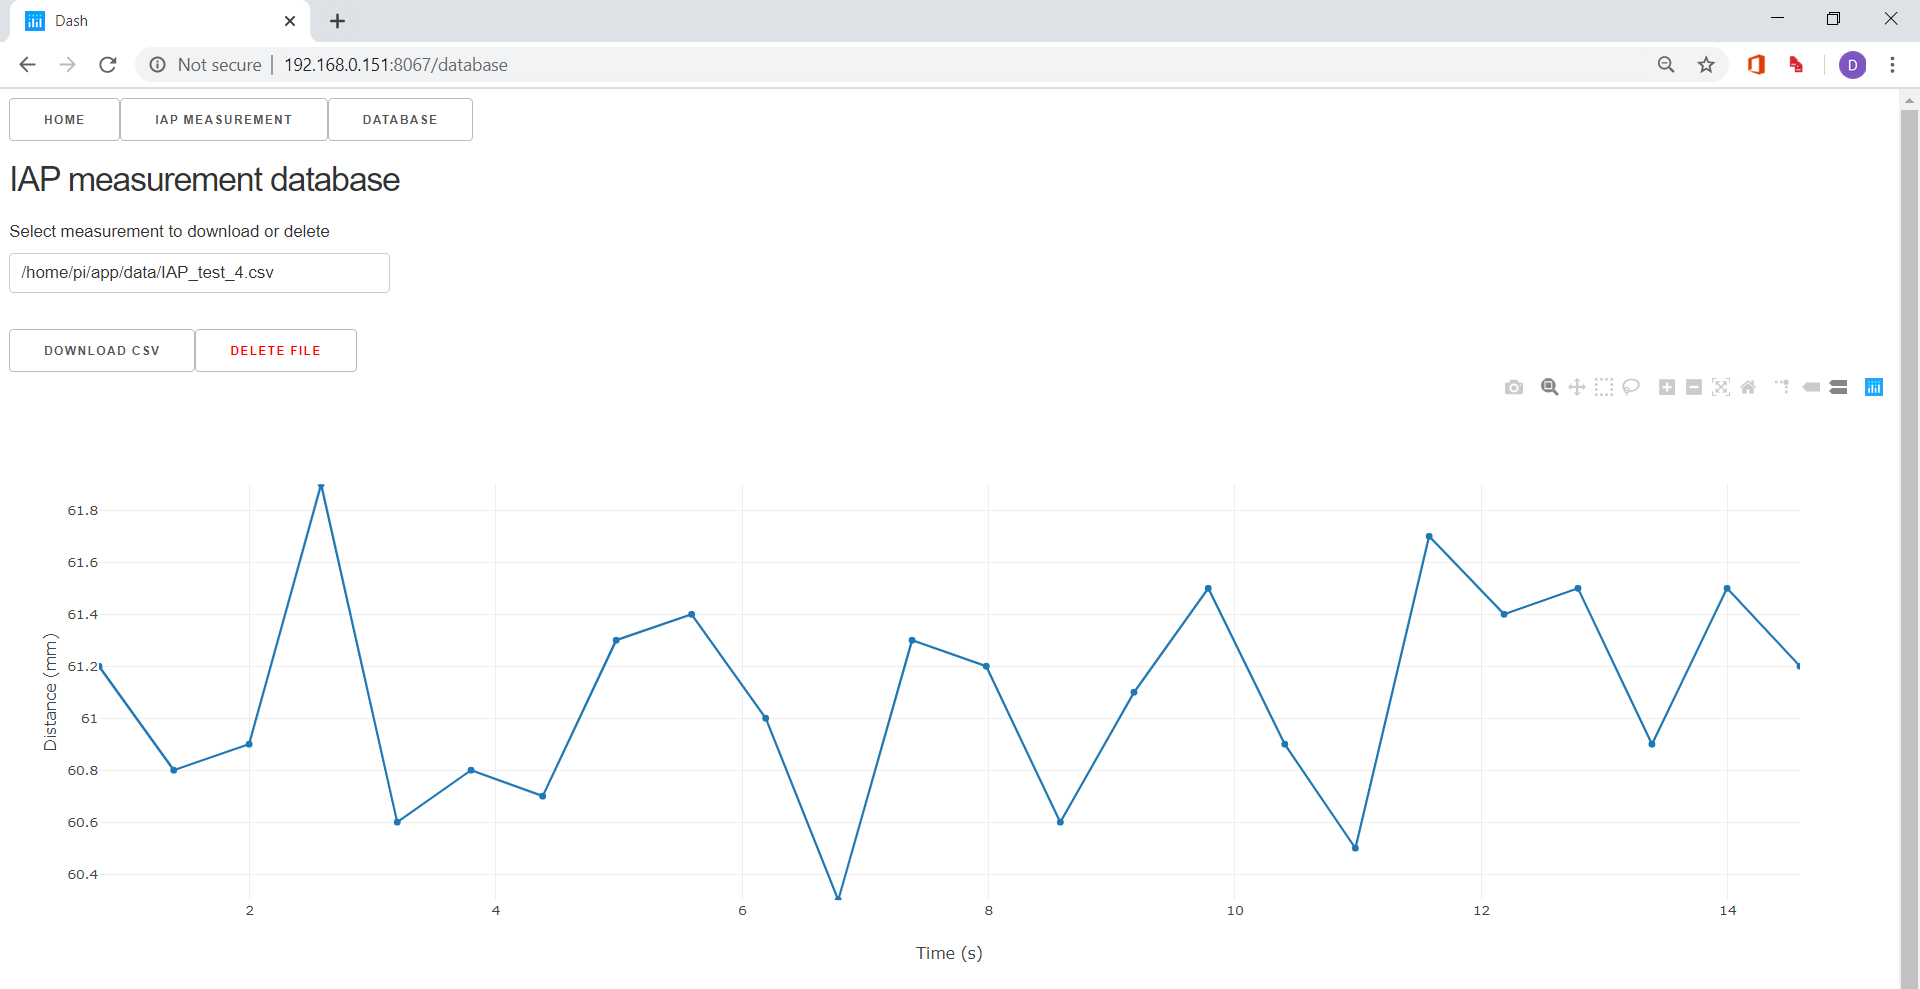 Dash
Not secure | 192.168.0.151:8067/database
D
HOME
IAP MEASUREMENT
DATABASE
IAP measurement database
Select measurement to download or delete
/home/pi/app/data/IAP_test_4.csv
DOWNLOAD CSV
DELETE FILE
61.8
61.6
61.4
61.2
61
60.8
60.6
60.4
Distance (mm)
2 4 6 8 10 12 14
Time (s)